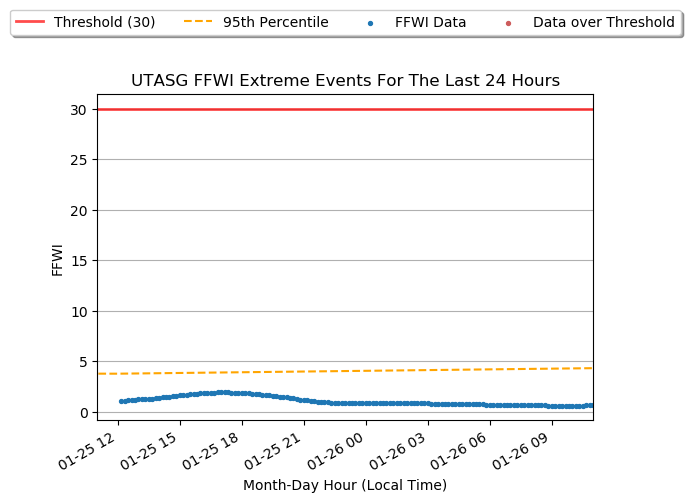 Threshold (30) 95th Percentile FFWI Data Data over Threshold
UTASG FFWI Extreme Events For The Last 24 Hours
30
25
20
15
10
5
0
FFWI
01-25 12 01-25 15 01-25 18 01-25 21 01-26 00 01-26 03 01-26 06 01-26 09
Month-Day Hour (Local Time)